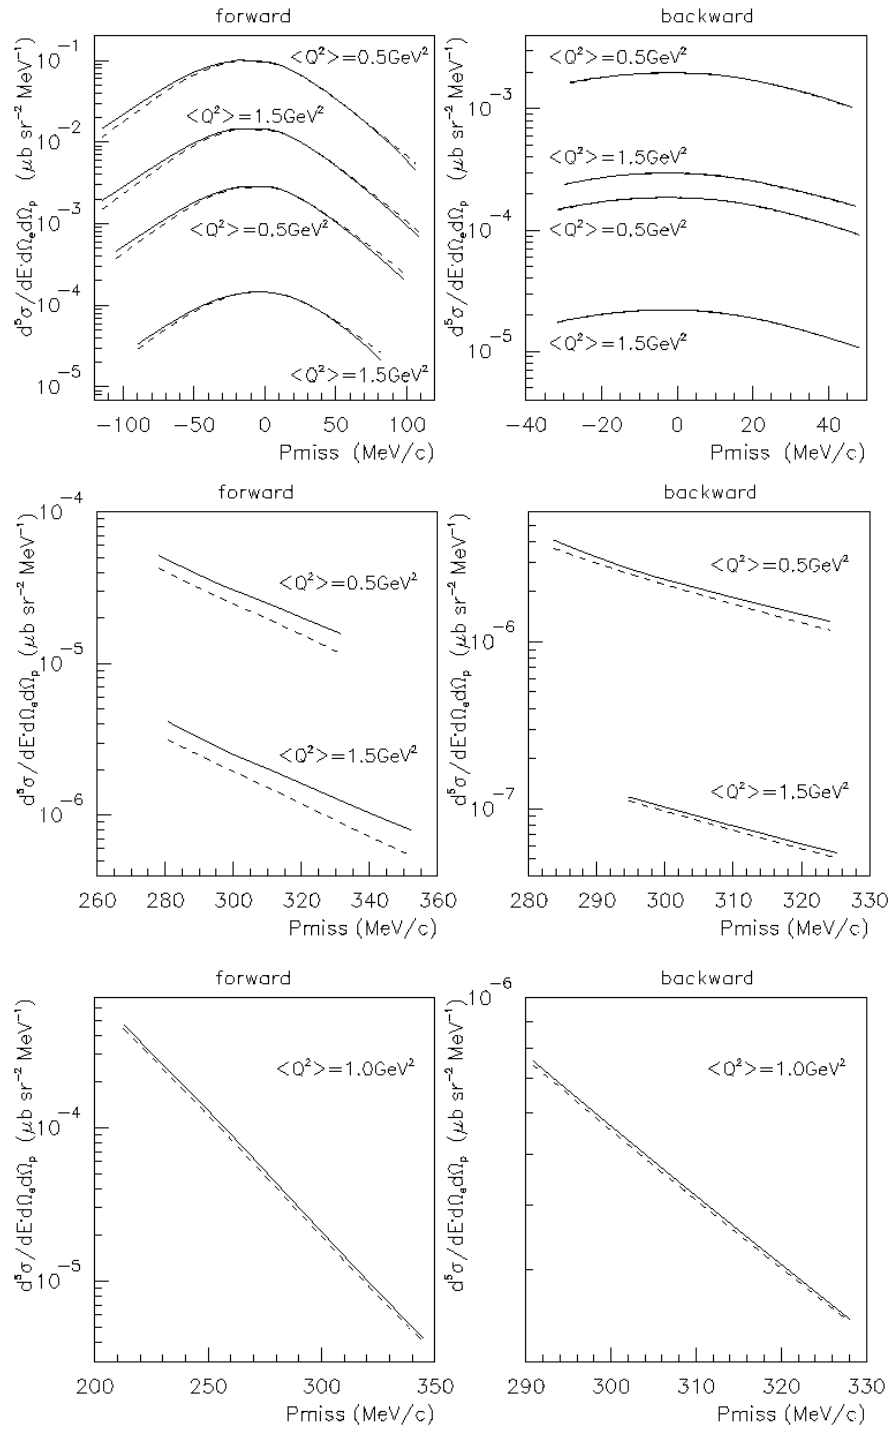 forward
d⁵σ/dE·dΩₑdΩₚ (μb sr⁻² MeV⁻¹)
10⁻¹
10⁻²
10⁻³
10⁻⁴
10⁻⁵
<Q²>=0.5GeV²
<Q²>=1.5GeV²
<Q²>=0.5GeV²
<Q²>=1.5GeV²
−100 −50 0 50 100
Pmiss (MeV/c)
backward
d⁵σ/dE·dΩₑdΩₚ (μb sr⁻² MeV⁻¹)
10⁻³
10⁻⁴
10⁻⁵
<Q²>=0.5GeV²
<Q²>=1.5GeV²
<Q²>=0.5GeV²
<Q²>=1.5GeV²
−40 −20 0 20 40
Pmiss (MeV/c)
forward
d⁵σ/dE·dΩₑdΩₚ (μb sr⁻² MeV⁻¹)
10⁻⁴
10⁻⁵
10⁻⁶
<Q²>=0.5GeV²
<Q²>=1.5GeV²
260 280 300 320 340 360
Pmiss (MeV/c)
backward
d⁵σ/dE·dΩₑdΩₚ (μb sr⁻² MeV⁻¹)
10⁻⁶
10⁻⁷
<Q²>=0.5GeV²
<Q²>=1.5GeV²
280 290 300 310 320 330
Pmiss (MeV/c)
forward
d⁵σ/dE·dΩₑdΩₚ (μb sr⁻² MeV⁻¹)
10⁻⁴
10⁻⁵
<Q²>=1.0GeV²
200 250 300 350
Pmiss (MeV/c)
backward
d⁵σ/dE·dΩₑdΩₚ (μb sr⁻² MeV⁻¹)
10⁻⁶
<Q²>=1.0GeV²
290 300 310 320 330
Pmiss (MeV/c)